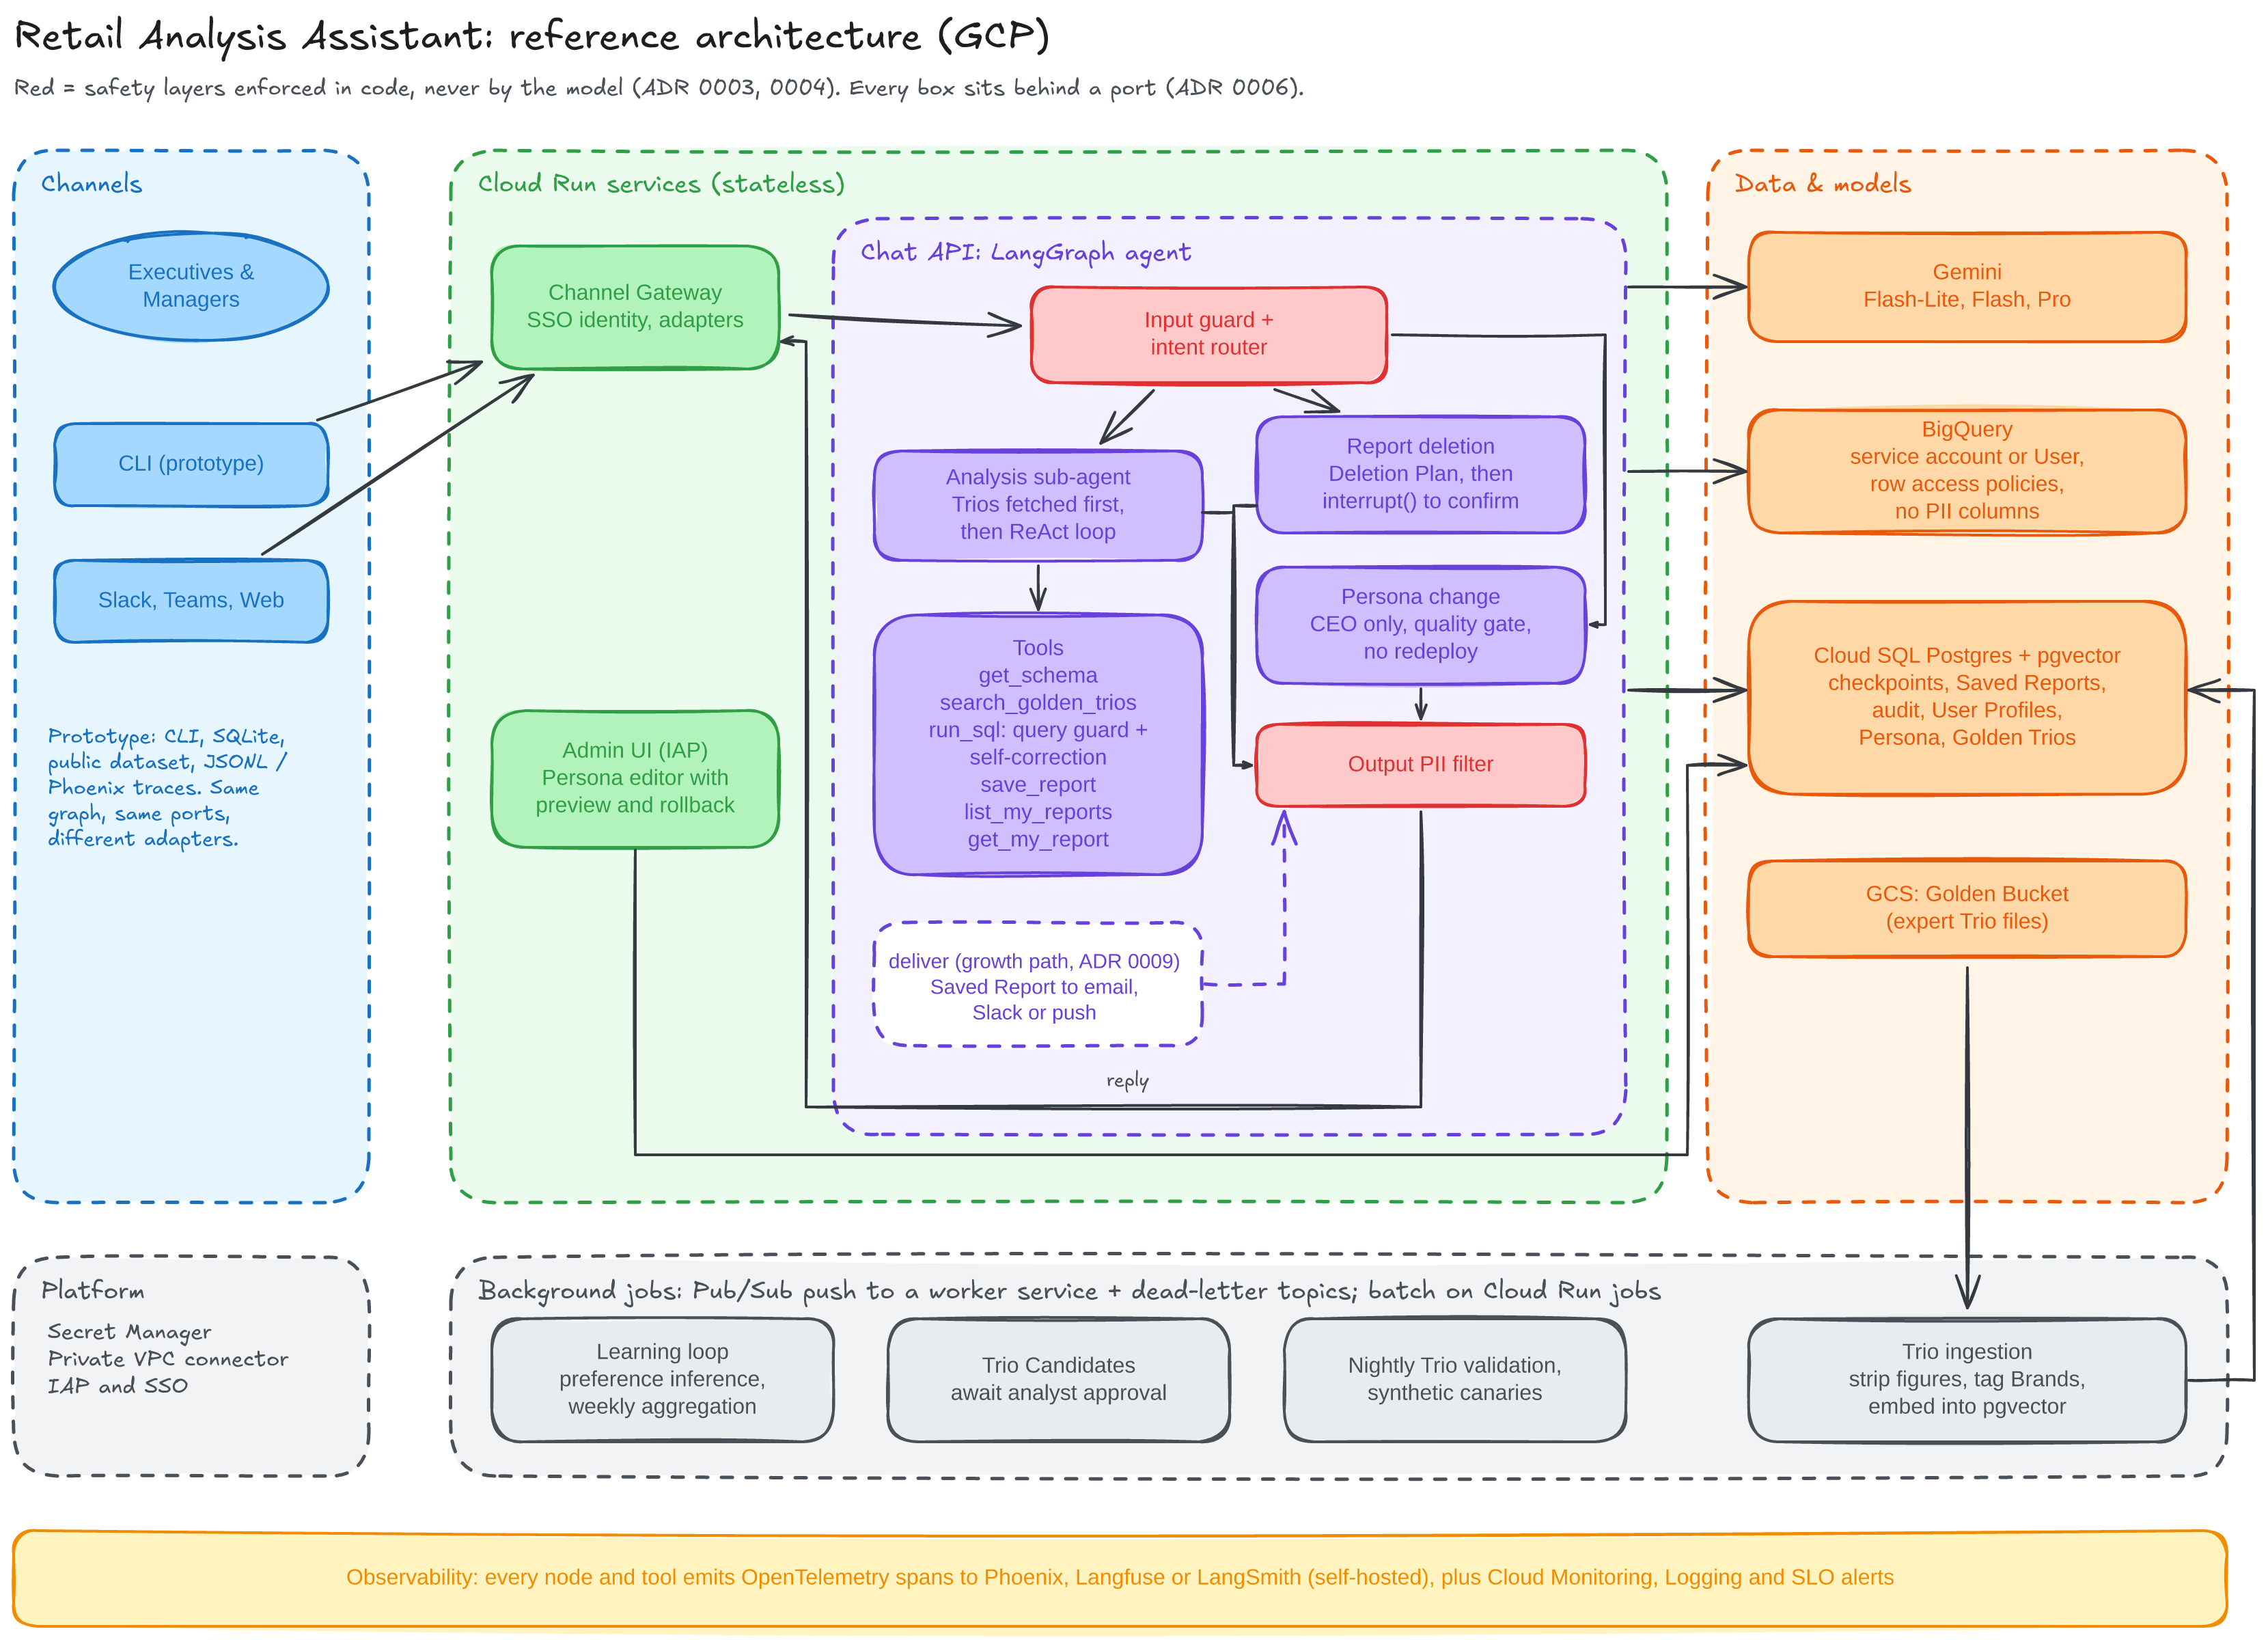 Retail Analysis Assistant: reference architecture (GCP)
Red = safety layers enforced in code, never by the model (ADR 0003, 0004). Every box sits behind a port (ADR 0006).
Channels
Executives &
Managers
CLI (prototype)
Slack, Teams, Web
Prototype: CLI, SQLite,
public dataset, JSONL /
Phoenix traces. Same
graph, same ports,
different adapters.
Cloud Run services (stateless)
Channel Gateway
SSO identity, adapters
Admin UI (IAP)
Persona editor with
preview and rollback
Chat API: LangGraph agent
Input guard +
intent router
Analysis sub-agent
Trios fetched first,
then ReAct loop
Report deletion
Deletion Plan, then
interrupt() to confirm
Persona change
CEO only, quality gate,
no redeploy
Tools
get_schema
search_golden_trios
run_sql: query guard +
self-correction
save_report
list_my_reports
get_my_report
Output PII filter
deliver (growth path, ADR 0009)
Saved Report to email,
Slack or push
reply
Data & models
Gemini
Flash-Lite, Flash, Pro
BigQuery
service account or User,
row access policies,
no PII columns
Cloud SQL Postgres + pgvector
checkpoints, Saved Reports,
audit, User Profiles,
Persona, Golden Trios
GCS: Golden Bucket
(expert Trio files)
Platform
Secret Manager
Private VPC connector
IAP and SSO
Background jobs: Pub/Sub push to a worker service + dead-letter topics; batch on Cloud Run jobs
Learning loop
preference inference,
weekly aggregation
Trio Candidates
await analyst approval
Nightly Trio validation,
synthetic canaries
Trio ingestion
strip figures, tag Brands,
embed into pgvector
Observability: every node and tool emits OpenTelemetry spans to Phoenix, Langfuse or LangSmith (self-hosted), plus Cloud Monitoring, Logging and SLO alerts